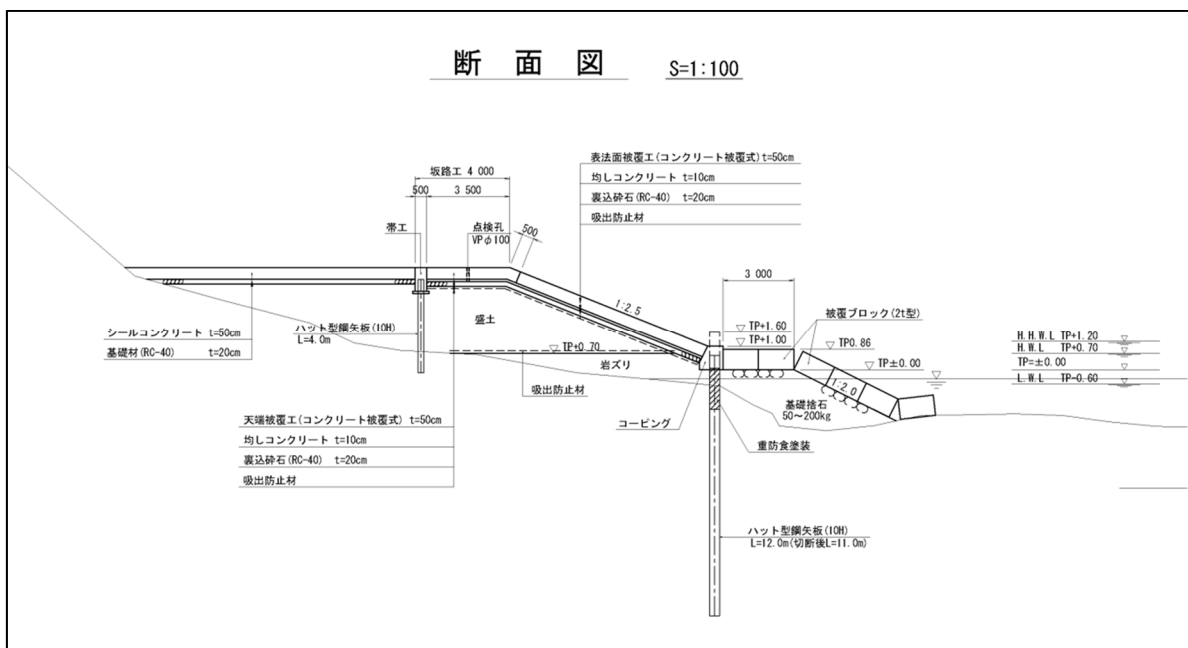 断面図 S=1:100
坂路工 4 000
500 3 500
帯工
点検孔
VPφ100
500
表法面被覆工(コンクリート被覆式)t=50cm
均しコンクリート t=10cm
裏込砕石(RC-40) t=20cm
吸出防止材
1:2.5
3 000
被覆ブロック(2t型)
シールコンクリート t=50cm
基礎材(RC-40) t=20cm
ハット型鋼矢板(10H)
L=4.0m
盛土
TP+0.70
岩ズリ
吸出防止材
TP+1.60
TP+1.00
TP0.86
TP±0.00
1:2.0
H.H.W.L TP+1.20
H.W.L TP+0.70
TP=±0.00
L.W.L TP-0.60
基礎捨石
50～200kg
コーピング
重防食塗装
天端被覆工(コンクリート被覆式) t=50cm
均しコンクリート t=10cm
裏込砕石(RC-40) t=20cm
吸出防止材
ハット型鋼矢板(10H)
L=12.0m(切断後L=11.0m)